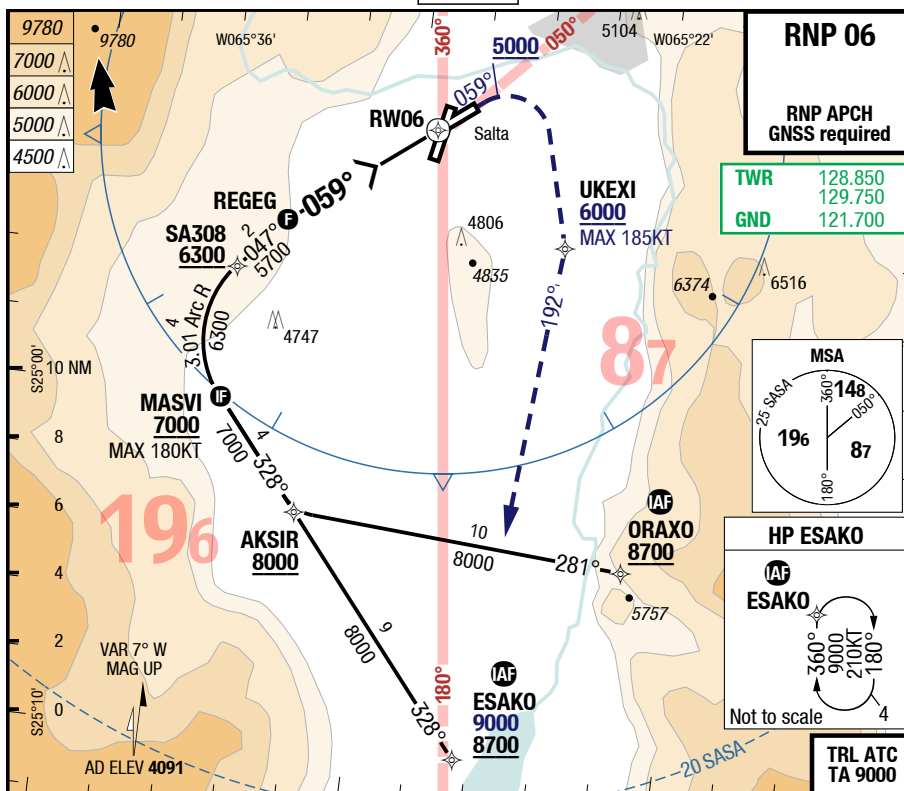 9780
7000
6000
5000
4500
9780
W065°36'
360°
5000
050°
5104
W065°22'
RNP 06
RNP APCH
GNSS required
TWR 128.850
129.750
GND 121.700
059°
RW06
Salta
059°
REGEG
F
2
047°
5700
SA308
6300
UKEXI
6000
MAX 185KT
4806
4835
6374
6516
192°
4
3.01 Arc R
6300
4747
87
S25°00'
10 NM
8
6
4
2
0
MASVI
7000
MAX 180KT
IF
4
7000
328°
196
AKSIR
8000
10
8000
281°
IAF
ORAXO
8700
5757
9
8000
328°
180°
IAF
ESAKO
9000
8700
MSA
25 SASA
360°
148
050°
196
87
180°
HP ESAKO
IAF
ESAKO
360°
9000
210KT
180°
4
Not to scale
VAR 7° W
MAG UP
S25°10'
AD ELEV 4091
20 SASA
TRL ATC
TA 9000